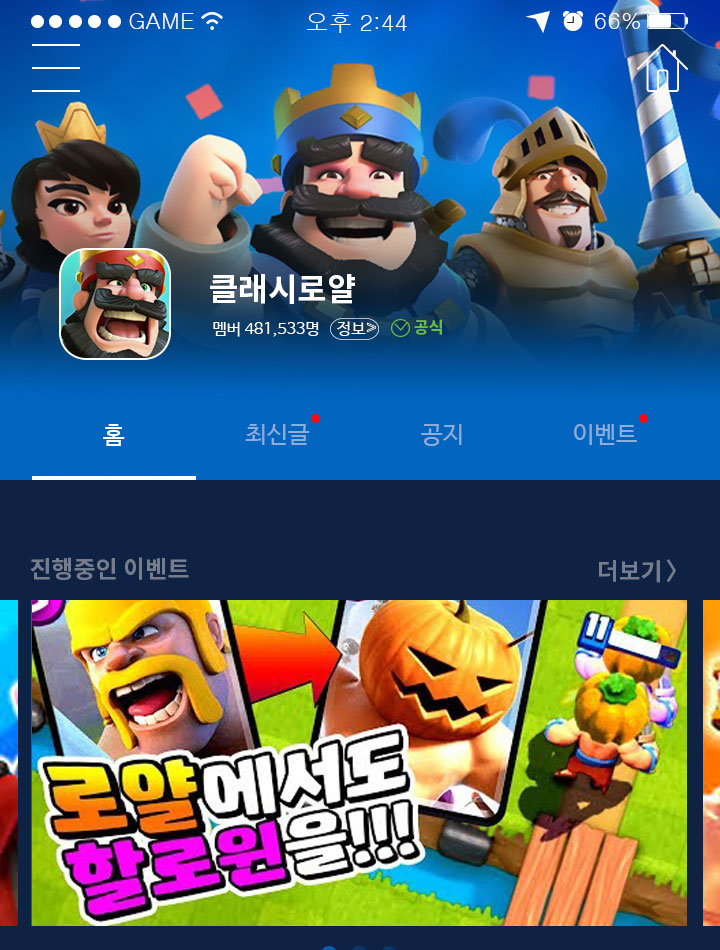 GAME 오후 2:44 66%
클래시로얄
멤버 481,533명 정보> 공식
홈 최신글 공지 이벤트
진행중인 이벤트 더보기 >
11
로얄에서도
할로윈을!!!